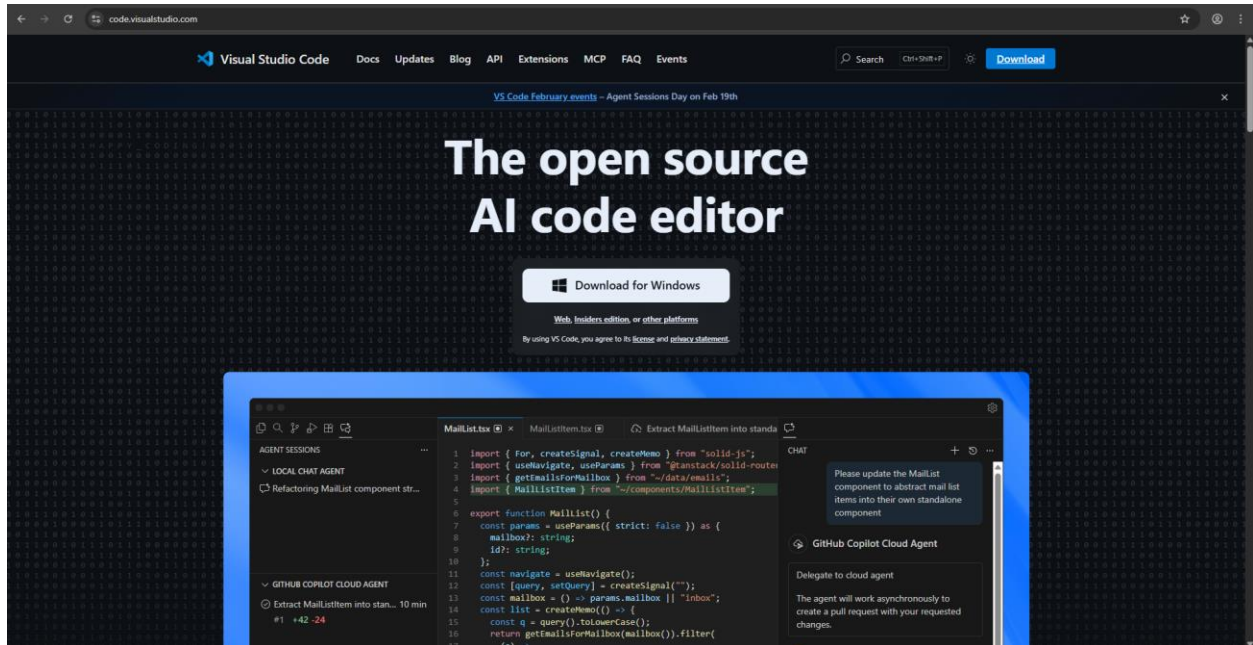 code.visualstudio.com
Visual Studio Code
Docs Updates Blog API Extensions MCP FAQ Events
Search Ctrl+Shift+P
Download
VS Code February events – Agent Sessions Day on Feb 19th
The open source
AI code editor
Download for Windows
Web, Insiders edition, or other platforms
By using VS Code, you agree to its license and privacy statement.
AGENT SESSIONS
LOCAL CHAT AGENT
Refactoring MailList component str...
GITHUB COPILOT CLOUD AGENT
Extract MailListItem into stan... 10 min
#1 +42 -24
MailList.tsx
MailListItem.tsx
Extract MailListItem into standa
1 import { For, createSignal, createMemo } from "solid-js";
2 import { useNavigate, useParams } from "@tanstack/solid-route
3 import { getEmailsForMailbox } from "~/data/emails";
4 import { MailListItem } from "~/components/MailListItem";
5
6 export function MailList() {
7 const params = useParams({ strict: false }) as {
8 mailbox?: string;
9 id?: string;
10 };
11 const navigate = useNavigate();
12 const [query, setQuery] = createSignal("");
13 const mailbox = () => params.mailbox || "inbox";
14 const list = createMemo(() => {
15 const q = query().toLowerCase();
16 return getEmailsForMailbox(mailbox()).filter(
CHAT
Please update the MailList
component to abstract mail list
items into their own standalone
component
GitHub Copilot Cloud Agent
Delegate to cloud agent
The agent will work asynchronously to
create a pull request with your requested
changes.